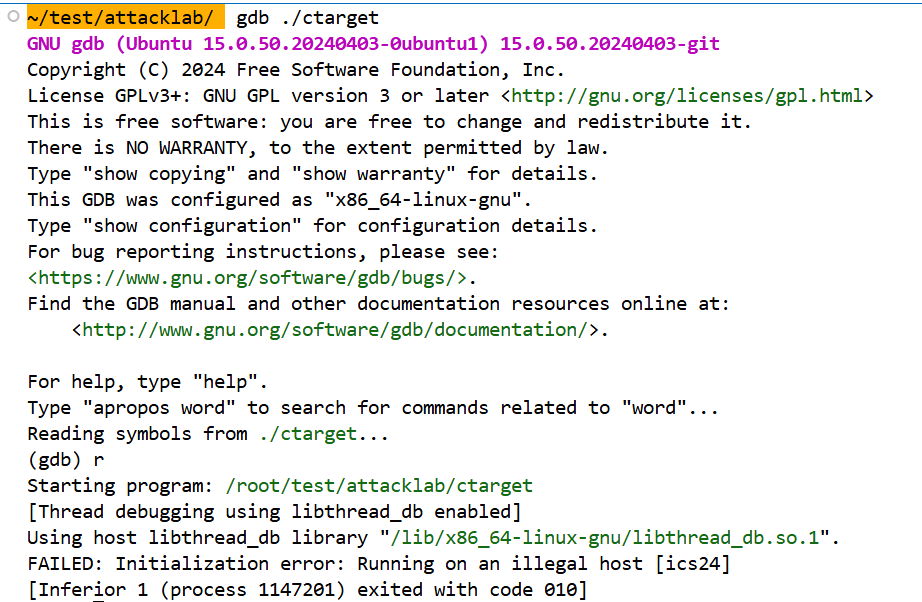 ~/test/attacklab/ gdb ./ctarget
GNU gdb (Ubuntu 15.0.50.20240403-0ubuntu1) 15.0.50.20240403-git
Copyright (C) 2024 Free Software Foundation, Inc.
License GPLv3+: GNU GPL version 3 or later <http://gnu.org/licenses/gpl.html>
This is free software: you are free to change and redistribute it.
There is NO WARRANTY, to the extent permitted by law.
Type "show copying" and "show warranty" for details.
This GDB was configured as "x86_64-linux-gnu".
Type "show configuration" for configuration details.
For bug reporting instructions, please see:
<https://www.gnu.org/software/gdb/bugs/>.
Find the GDB manual and other documentation resources online at:
    <http://www.gnu.org/software/gdb/documentation/>.

For help, type "help".
Type "apropos word" to search for commands related to "word"...
Reading symbols from ./ctarget...
(gdb) r
Starting program: /root/test/attacklab/ctarget
[Thread debugging using libthread_db enabled]
Using host libthread_db library "/lib/x86_64-linux-gnu/libthread_db.so.1".
FAILED: Initialization error: Running on an illegal host [ics24]
[Inferior 1 (process 1147201) exited with code 010]